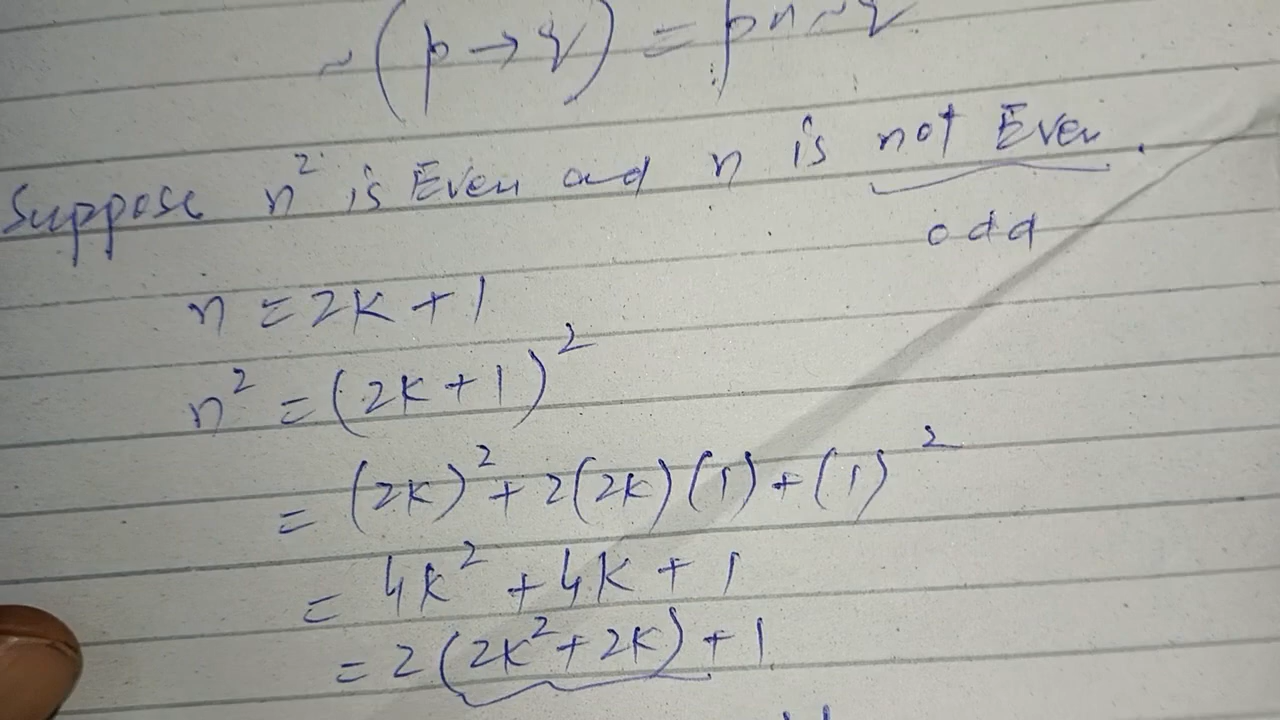 ~(p → q) = p ∧ ~q
Suppose n² is Even and n is not Even.
odd
n = 2K + 1
n² = (2K + 1)²
= (2K)² + 2(2K)(1) + (1)²
= 4K² + 4K + 1
= 2(2K² + 2K) + 1